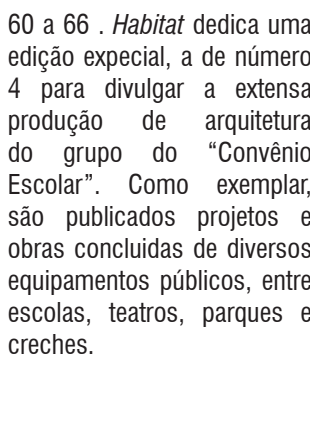 60 a 66 . Habitat dedica uma
edição expecial, a de número
4 para divulgar a extensa
produção de arquitetura
do grupo do “Convênio
Escolar”. Como exemplar,
são publicados projetos e
obras concluidas de diversos
equipamentos públicos, entre
escolas, teatros, parques e
creches.